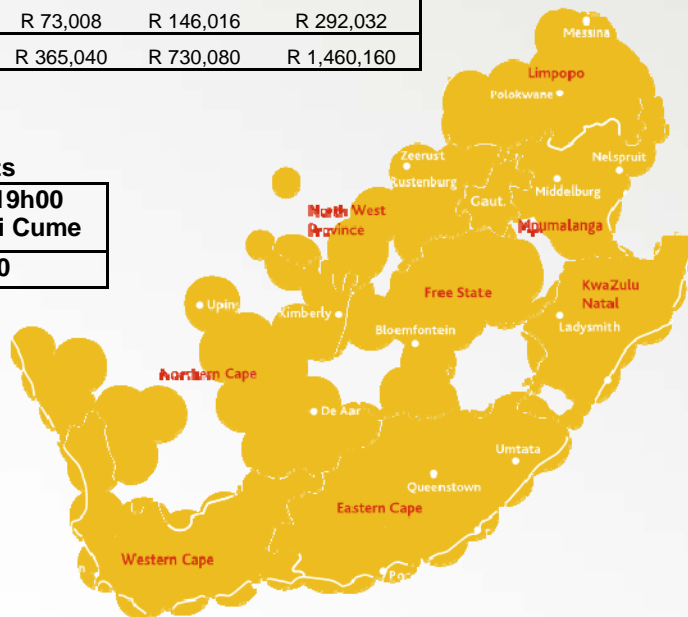 R 73,008 R 146,016 R 292,032
R 365,040 R 730,080 R 1,460,160
19h00
Cume
0
Messina
Limpopo
Polokwane
Zeerust
Nelspruit
Rustenburg
Middelburg
Gaut.
North West
Province
Mpumalanga
Free State
KwaZulu
Natal
Kimberly
Bloemfontein
Ladysmith
Northern Cape
De Aar
Umtata
Queenstown
Eastern Cape
Western Cape